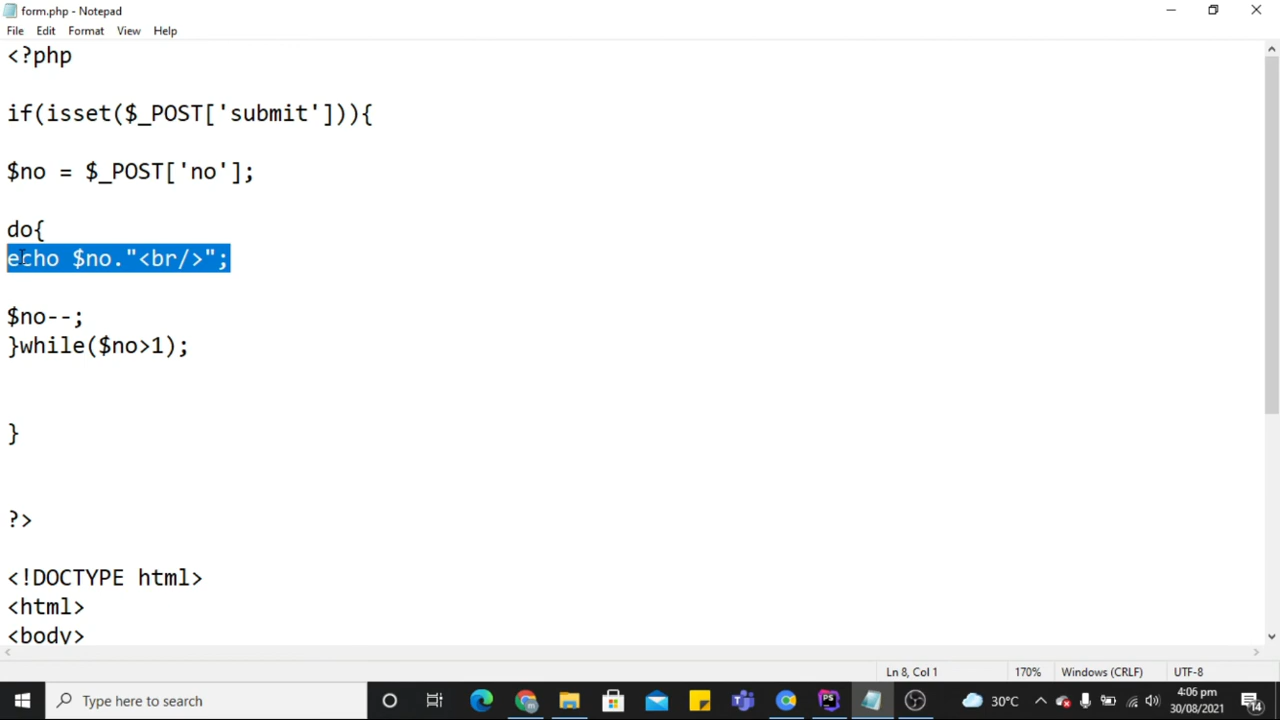 form.php - Notepad
File Edit Format View Help
<?php
if(isset($_POST['submit'])){
$no = $_POST['no'];
do{
echo $no."<br/>";
$no--;
}while($no>1);
}
?>
<!DOCTYPE html>
<html>
<body>
Ln 8, Col 1 170% Windows (CRLF) UTF-8
Type here to search 30°C 4:06 pm
30/08/2021 14